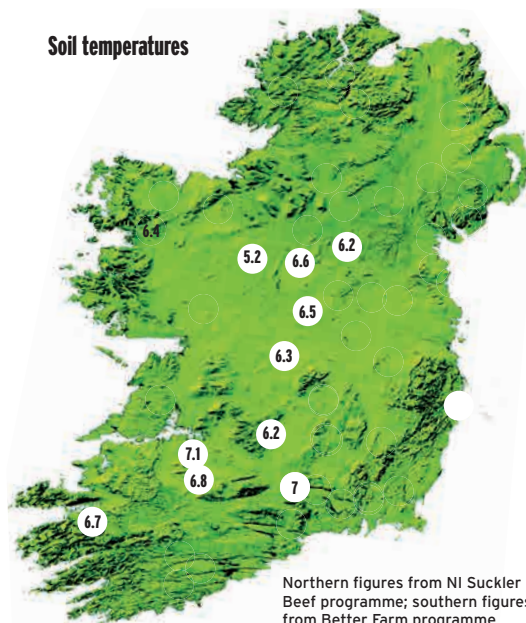 Soil temperatures
6.4
5.2
6.6
6.2
6.5
6.3
6.2
7.1
6.8
7
6.7
Northern figures from NI Suckler
Beef programme; southern figures
from Better Farm programme